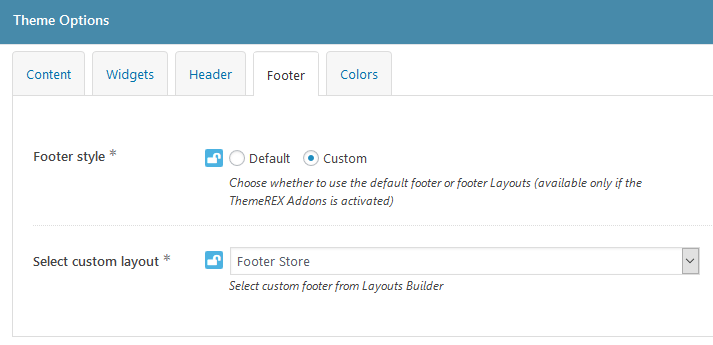 Theme Options
Content Widgets Header Footer Colors
Footer style * Default Custom
Choose whether to use the default footer or footer Layouts (available only if the
ThemeREX Addons is activated)
Select custom layout * Footer Store
Select custom footer from Layouts Builder